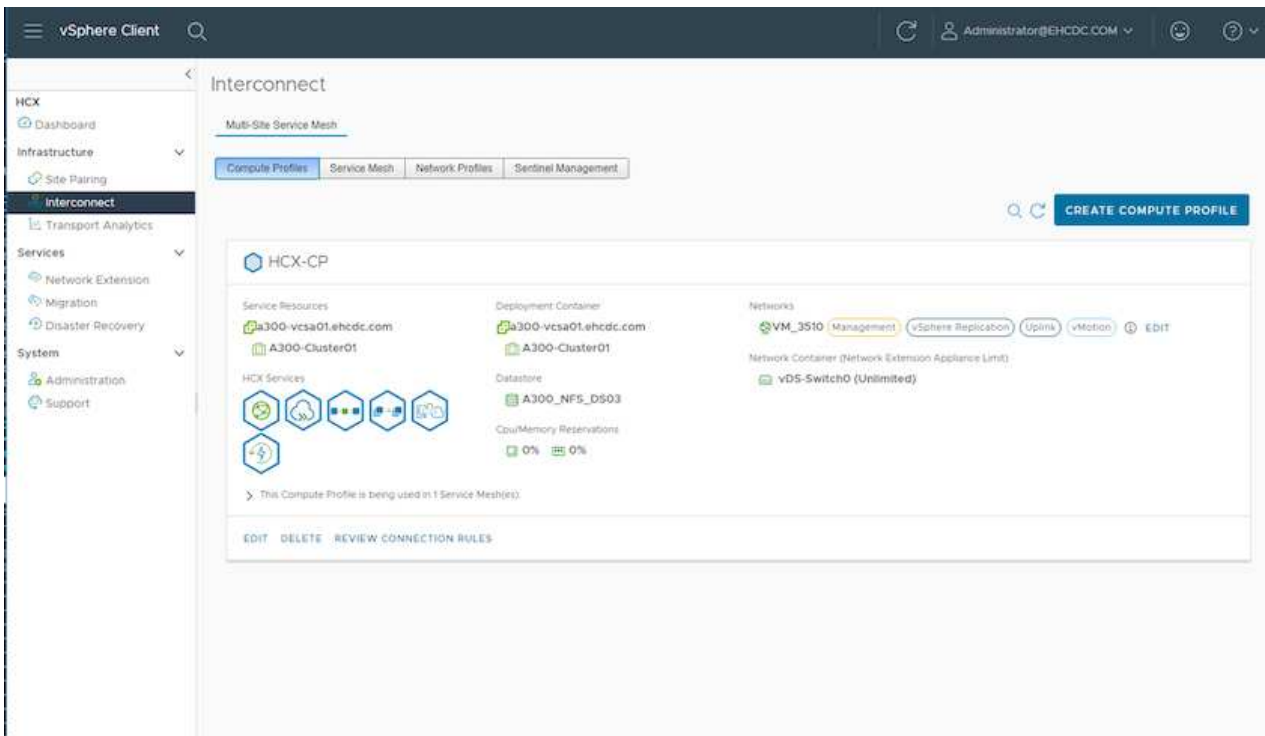 vSphere Client
Administrator@EHCDC.COM
HCX
Dashboard
Infrastructure
Site Pairing
Interconnect
Transport Analytics
Services
Network Extension
Migration
Disaster Recovery
System
Administration
Support
Interconnect
Multi-Site Service Mesh
Compute Profiles
Service Mesh
Network Profiles
Sentinel Management
CREATE COMPUTE PROFILE
HCX-CP
Service Resources
a300-vcsa01.ehcdc.com
A300-Cluster01
HCX Services
Deployment Container
a300-vcsa01.ehcdc.com
A300-Cluster01
Datastore
A300_NFS_DS03
Cpu/Memory Reservations
0% 0%
Networks
VM_3510 Management vSphere Replication Uplink vMotion EDIT
Network Container (Network Extension Appliance Limit)
vDS-Switch0 (Unlimited)
This Compute Profile is being used in 1 Service Mesh(es).
EDIT DELETE REVIEW CONNECTION RULES